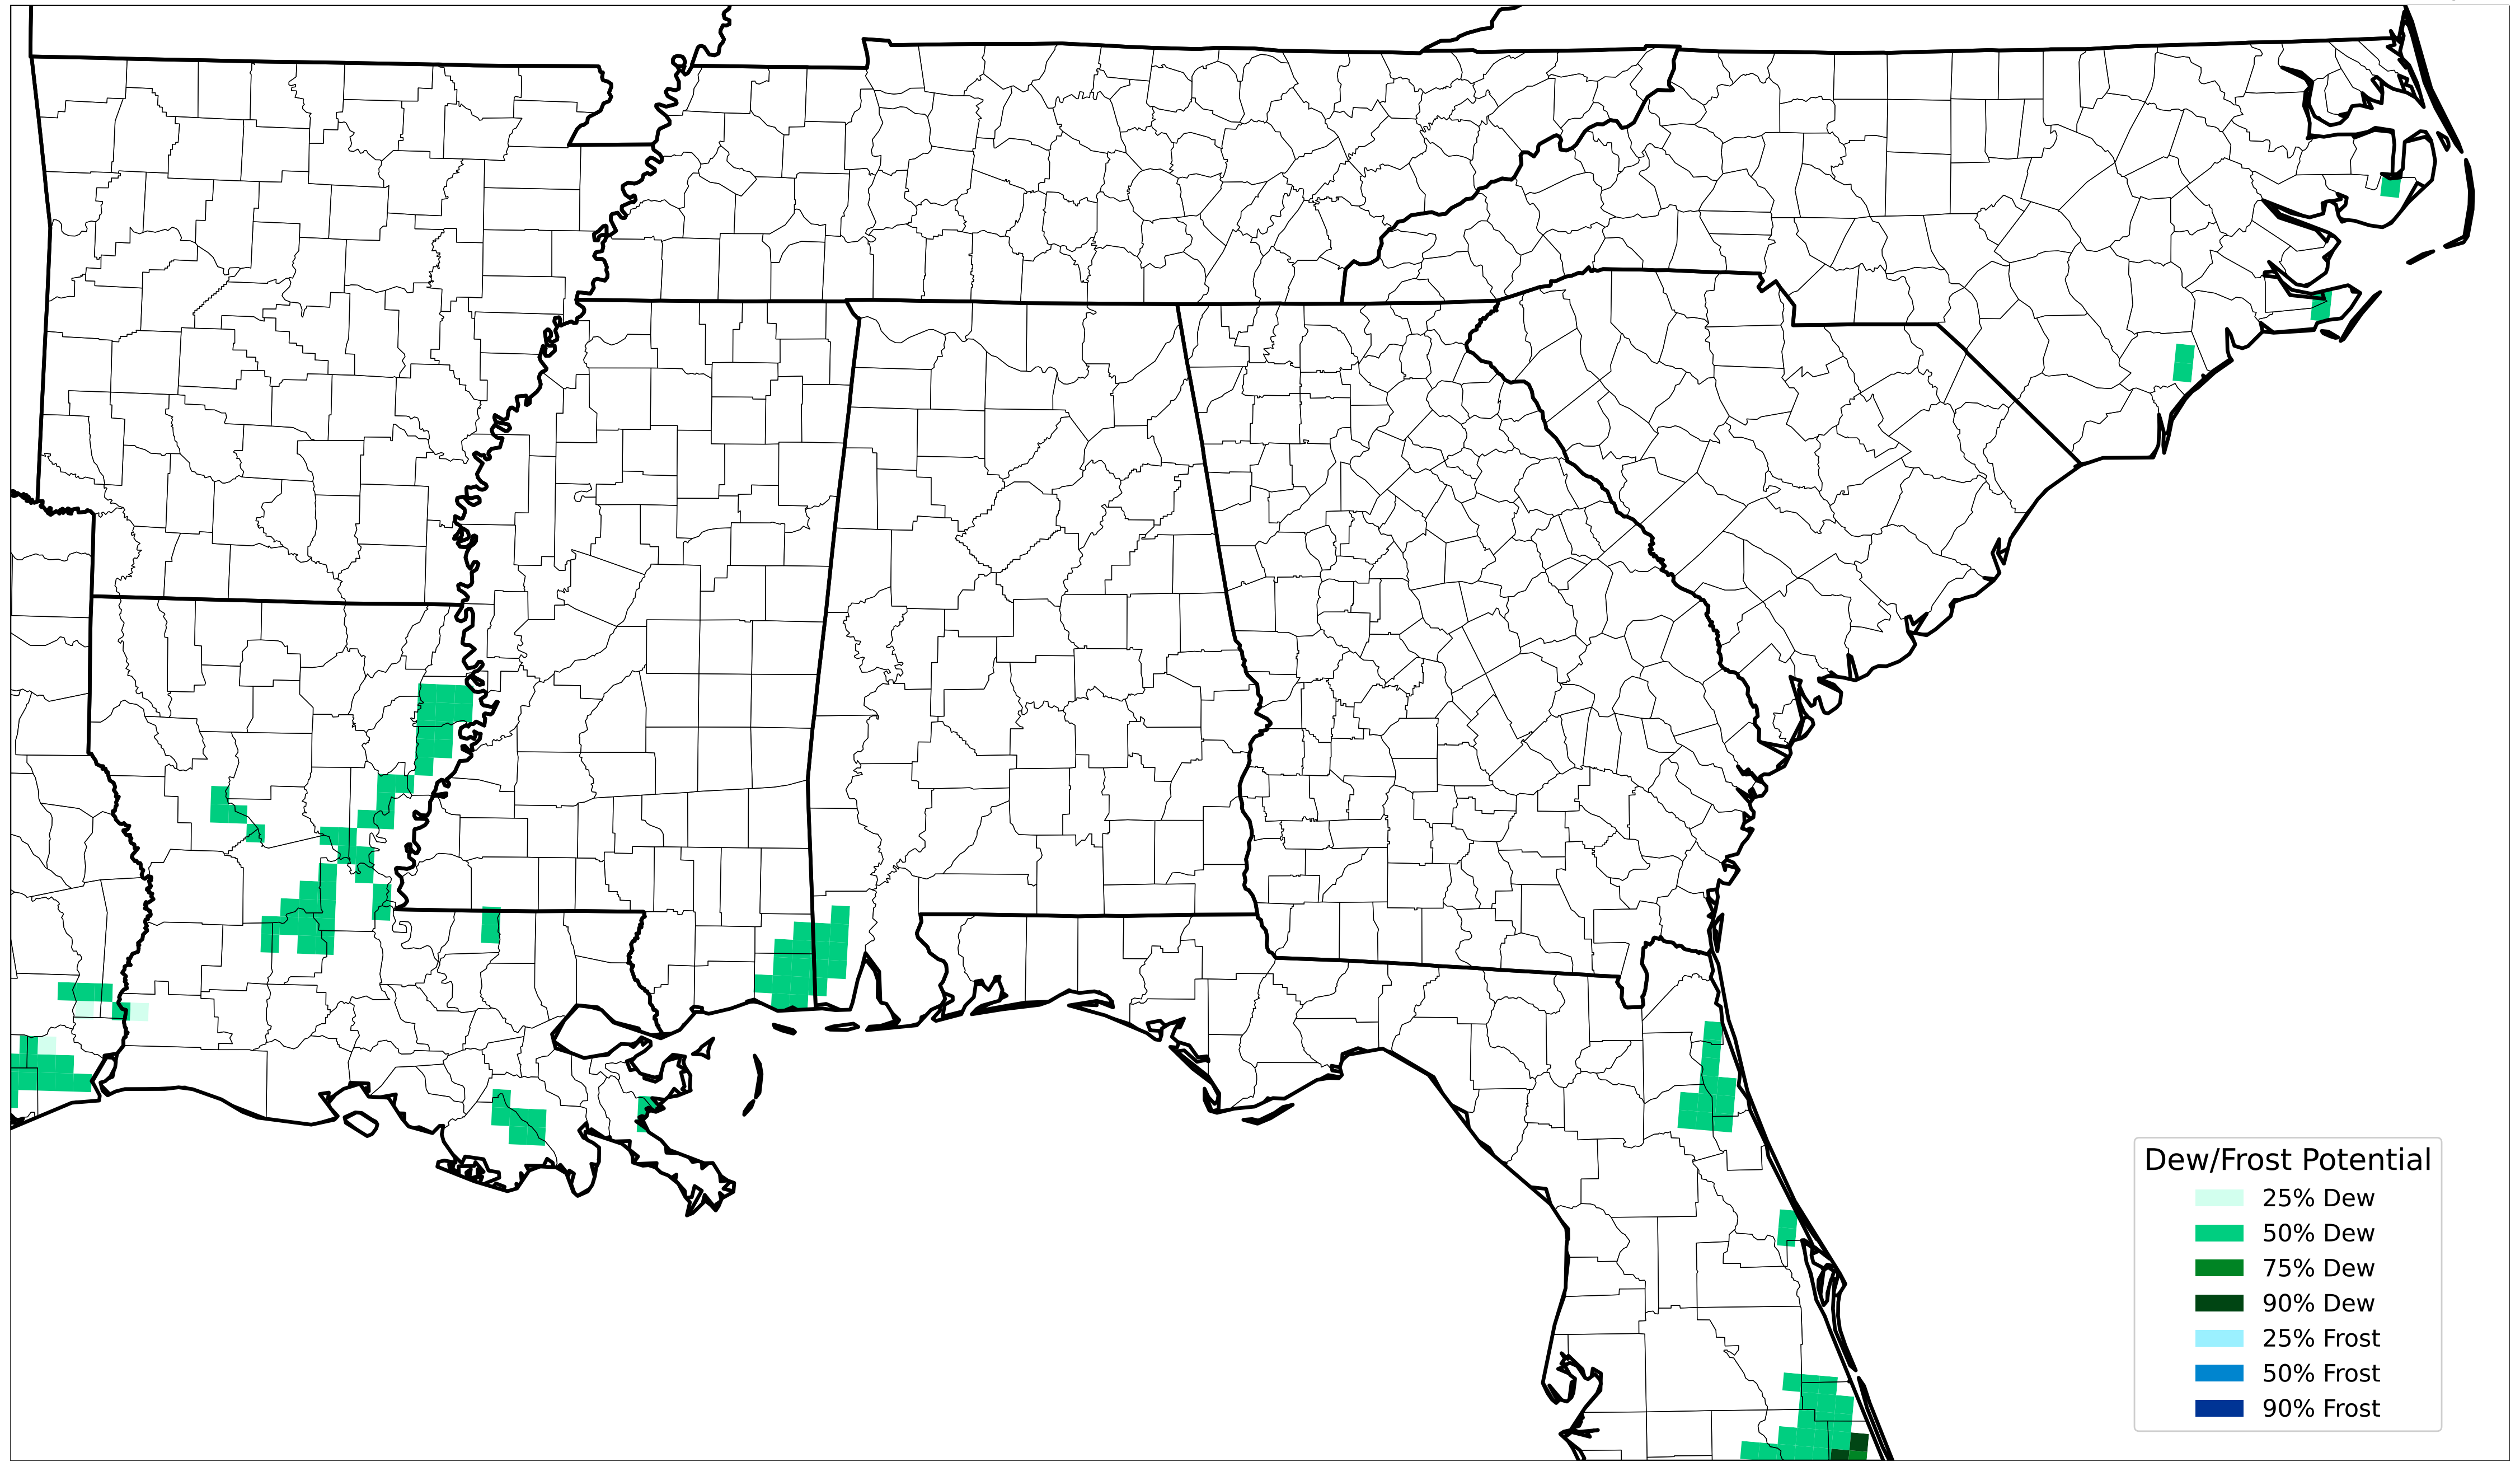 Dew/Frost Potential
25% Dew
50% Dew
75% Dew
90% Dew
25% Frost
50% Frost
90% Frost